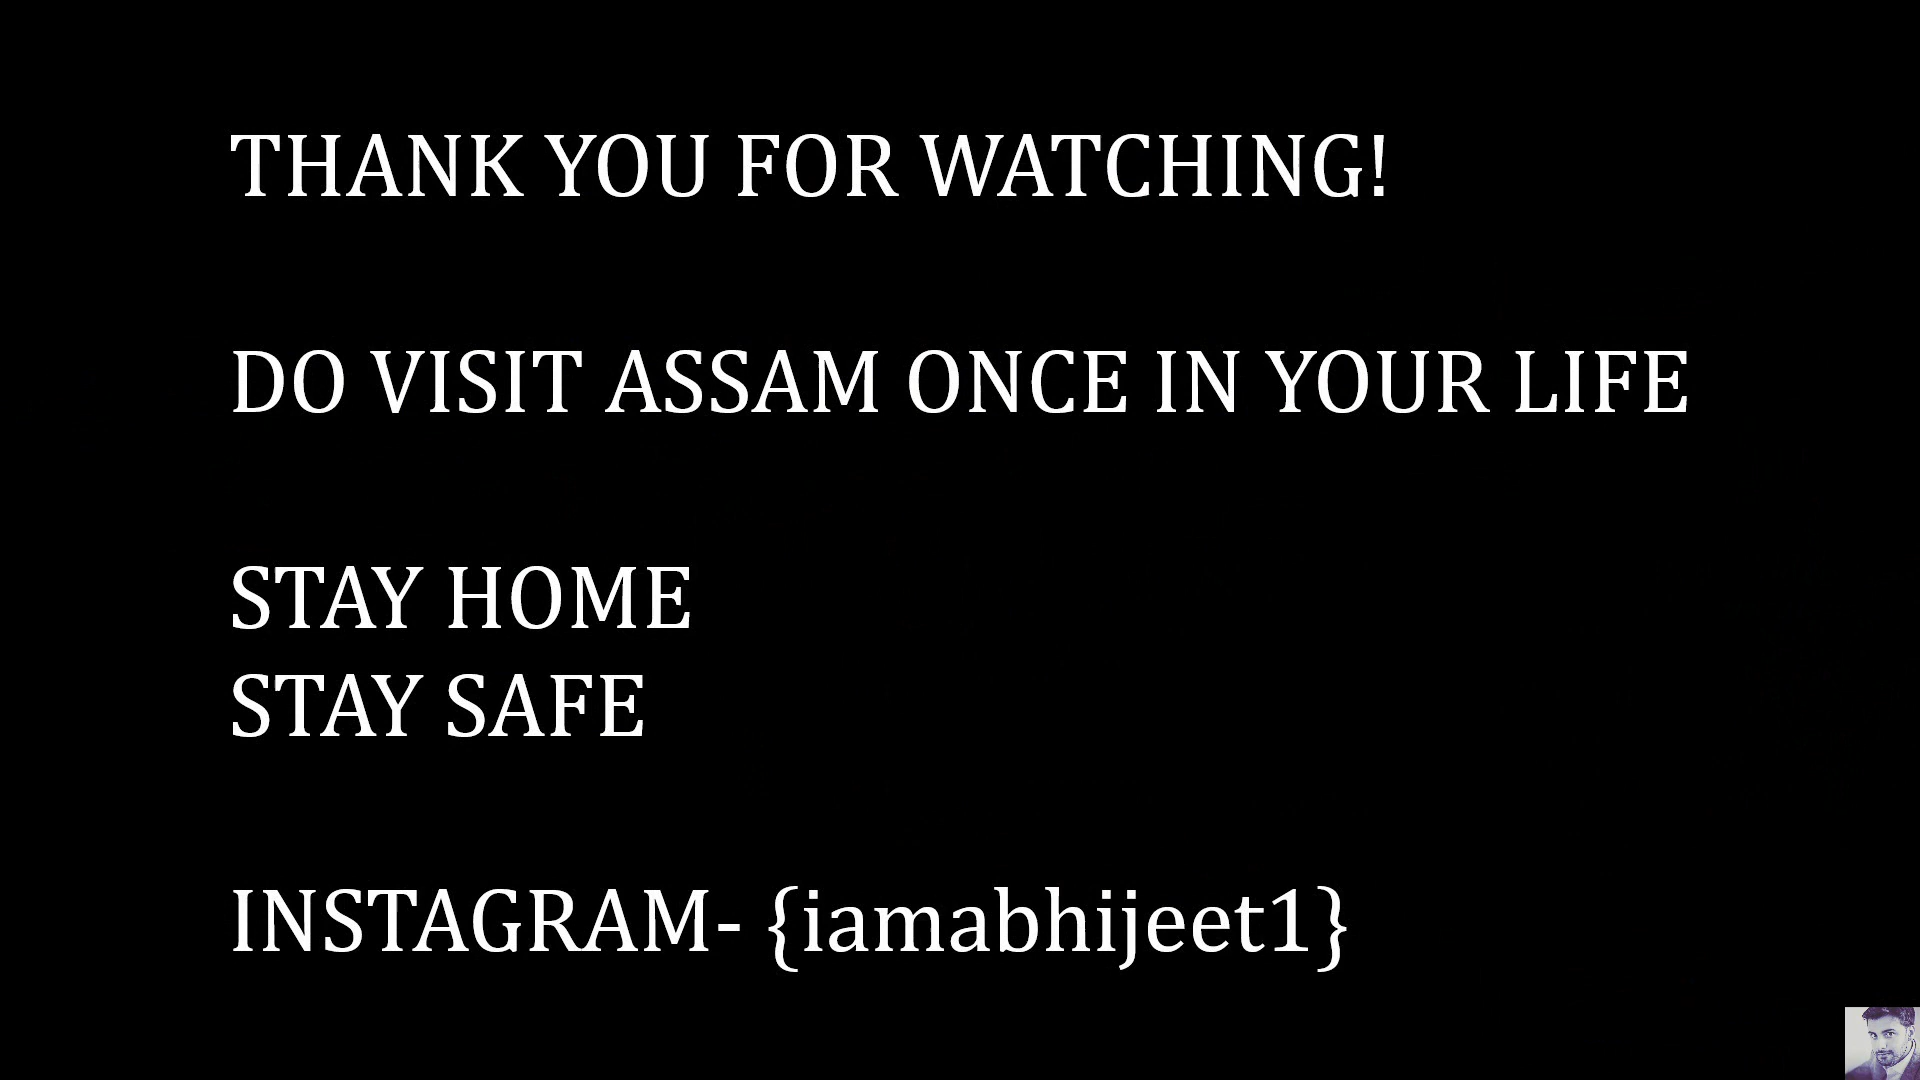 THANK YOU FOR WATCHING!
DO VISIT ASSAM ONCE IN YOUR LIFE
STAY HOME
STAY SAFE
INSTAGRAM- {iamabhijeet1}